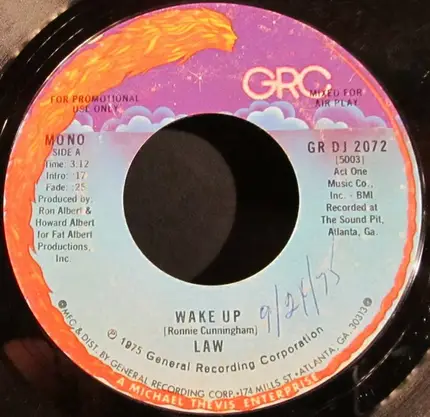 GRC
FOR PROMOTIONAL
USE ONLY
MIXED FOR
AIR PLAY
MONO
SIDE A
Time: 3:12
Intro: :17
Fade: :25
Produced by:
Ron Albert &
Howard Albert
for Fat Albert
Productions,
Inc.
GR DJ 2072
[5003]
Act One
Music Co.,
Inc. - BMI
Recorded at
The Sound Pit,
Atlanta, Ga.
WAKE UP
[Ronnie Cunningham]
LAW
Ⓟ 1975 General Recording Corporation
MFG. & DIST. BY GENERAL RECORDING CORP. • 174 MILLS ST. • ATLANTA, GA. 30313
A MICHAEL THEVIS ENTERPRISE